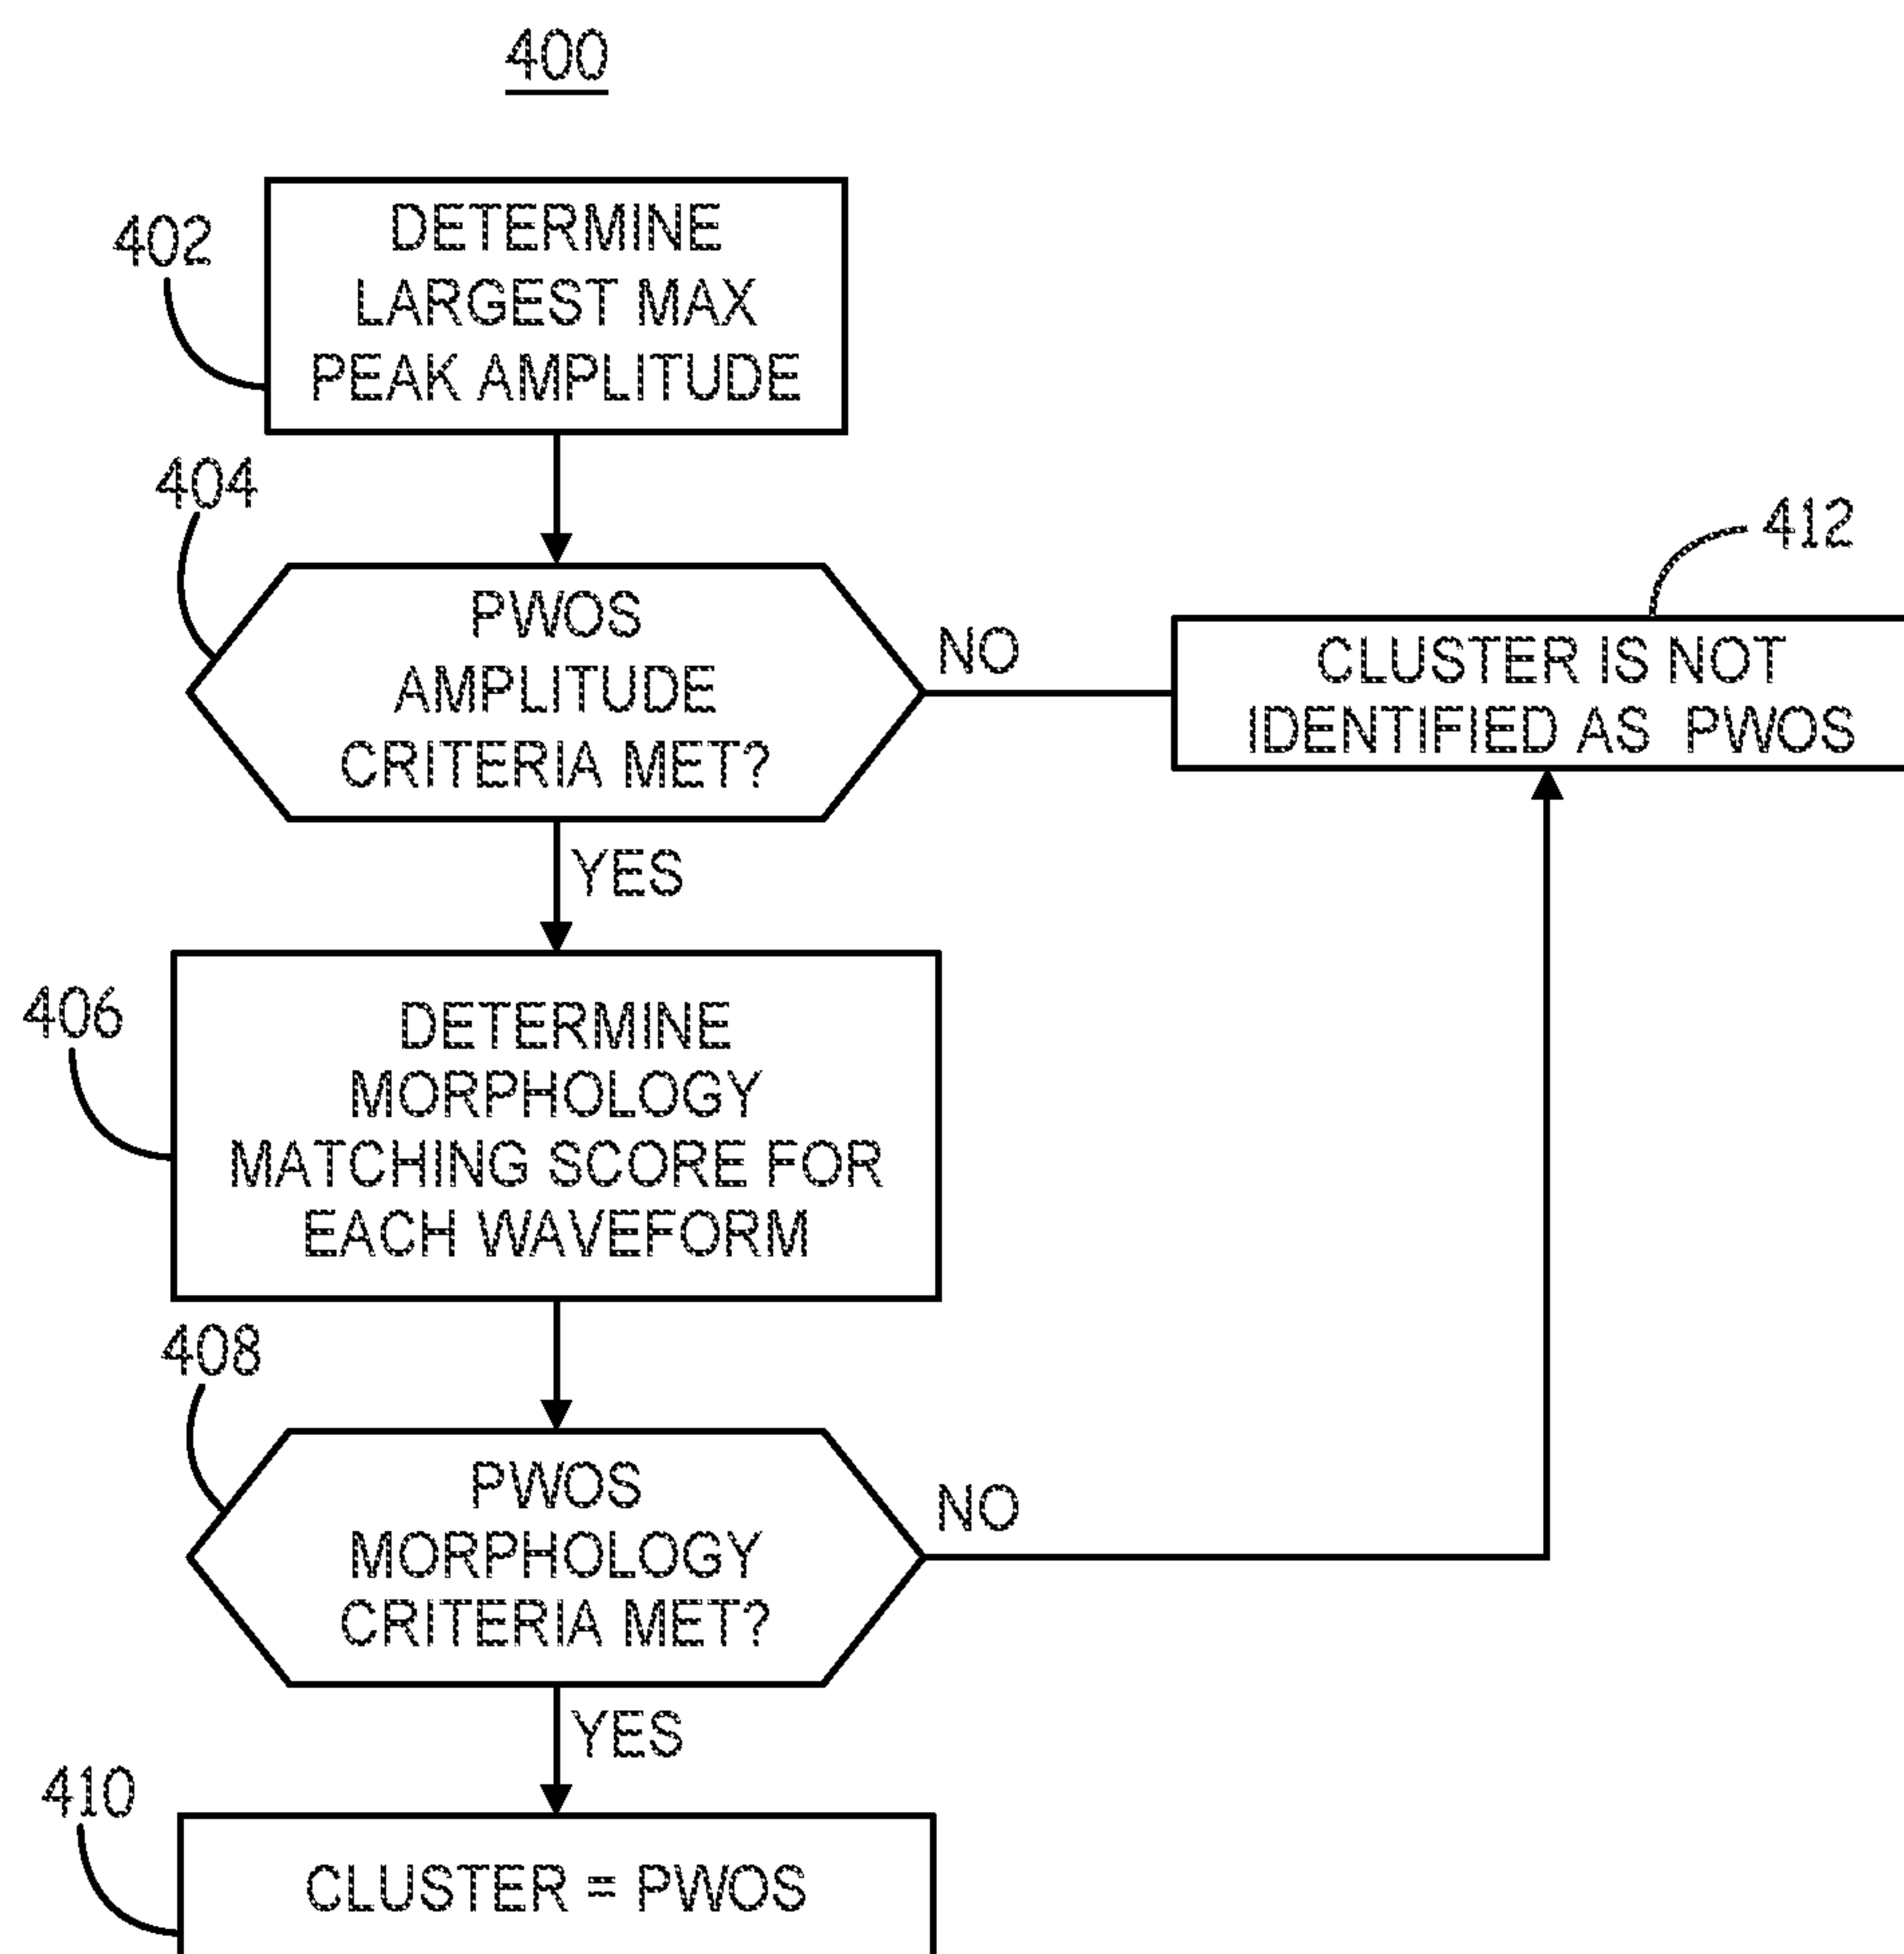 400
402
DETERMINE
LARGEST MAX
PEAK AMPLITUDE
404
PWOS
AMPLITUDE
CRITERIA MET?
NO
412
CLUSTER IS NOT
IDENTIFIED AS PWOS
YES
406
DETERMINE
MORPHOLOGY
MATCHING SCORE FOR
EACH WAVEFORM
408
PWOS
MORPHOLOGY
CRITERIA MET?
NO
YES
410
CLUSTER = PWOS